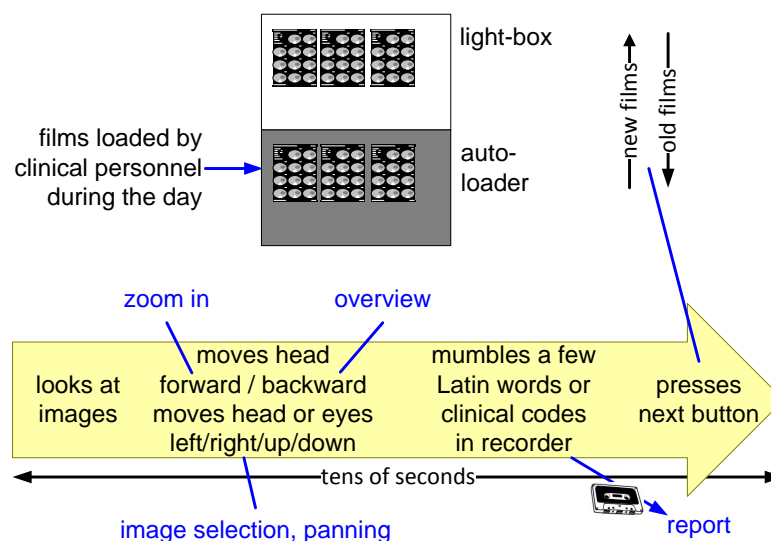 light-box
films loaded by
clinical personnel
during the day
auto-
loader
new films
old films
zoom in
overview
looks at
images
moves head
forward / backward
moves head or eyes
left/right/up/down
mumbles a few
Latin words or
clinical codes
in recorder
presses
next button
tens of seconds
image selection, panning
report